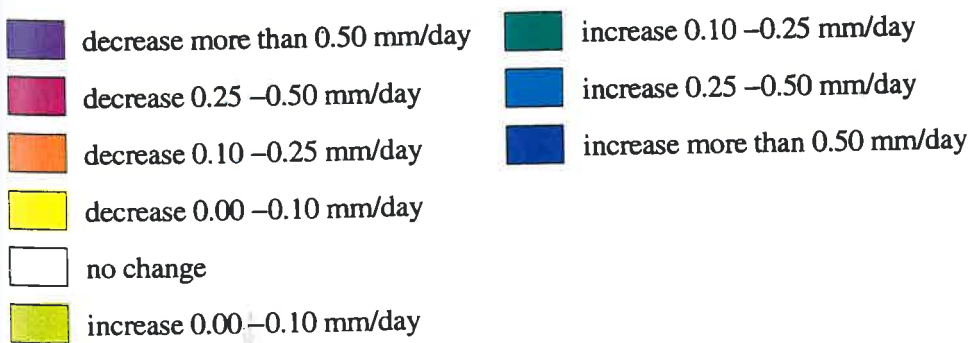 decrease more than 0.50 mm/day
decrease 0.25 –0.50 mm/day
decrease 0.10 –0.25 mm/day
decrease 0.00 –0.10 mm/day
no change
increase 0.00 –0.10 mm/day
increase 0.10 –0.25 mm/day
increase 0.25 –0.50 mm/day
increase more than 0.50 mm/day